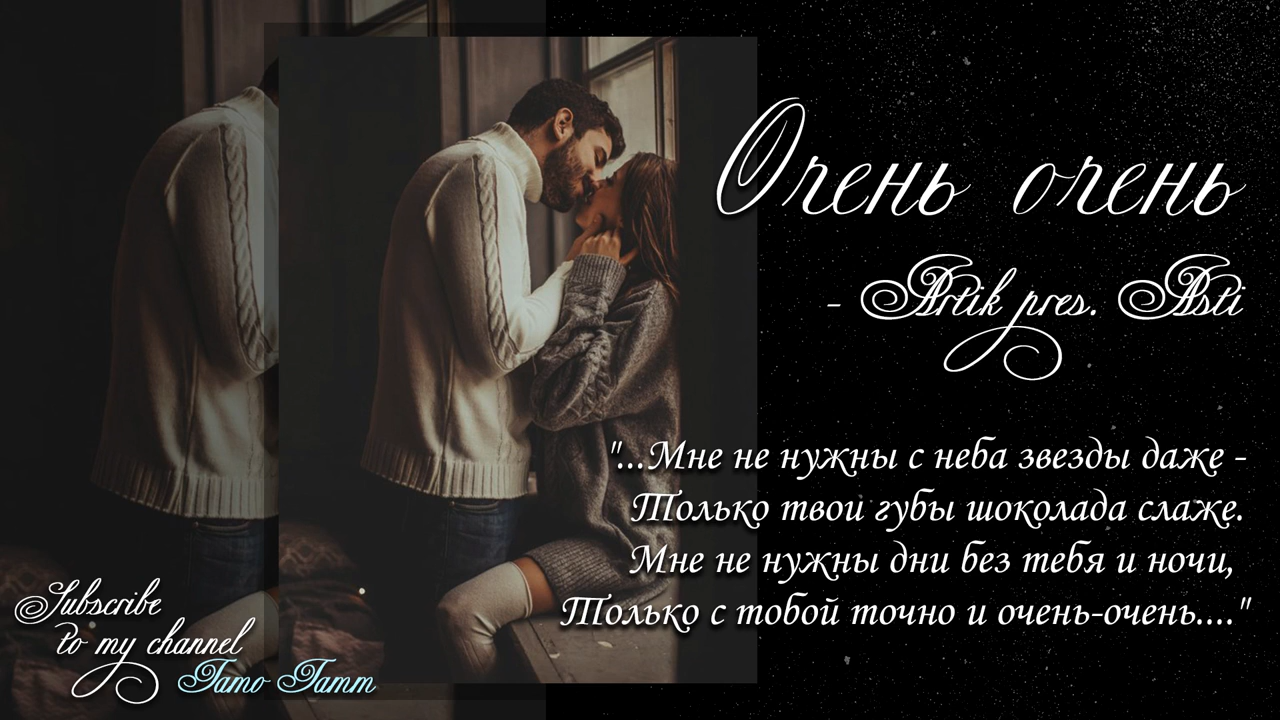 Очень очень
- Artik pres. Asti
"...Мне не нужны с неба звезды даже -
Только твои губы шоколада слаже.
Мне не нужны дни без тебя и ночи,
Только с тобой точно и очень-очень...."
Subscribe
to my channel
Tamo Tamm